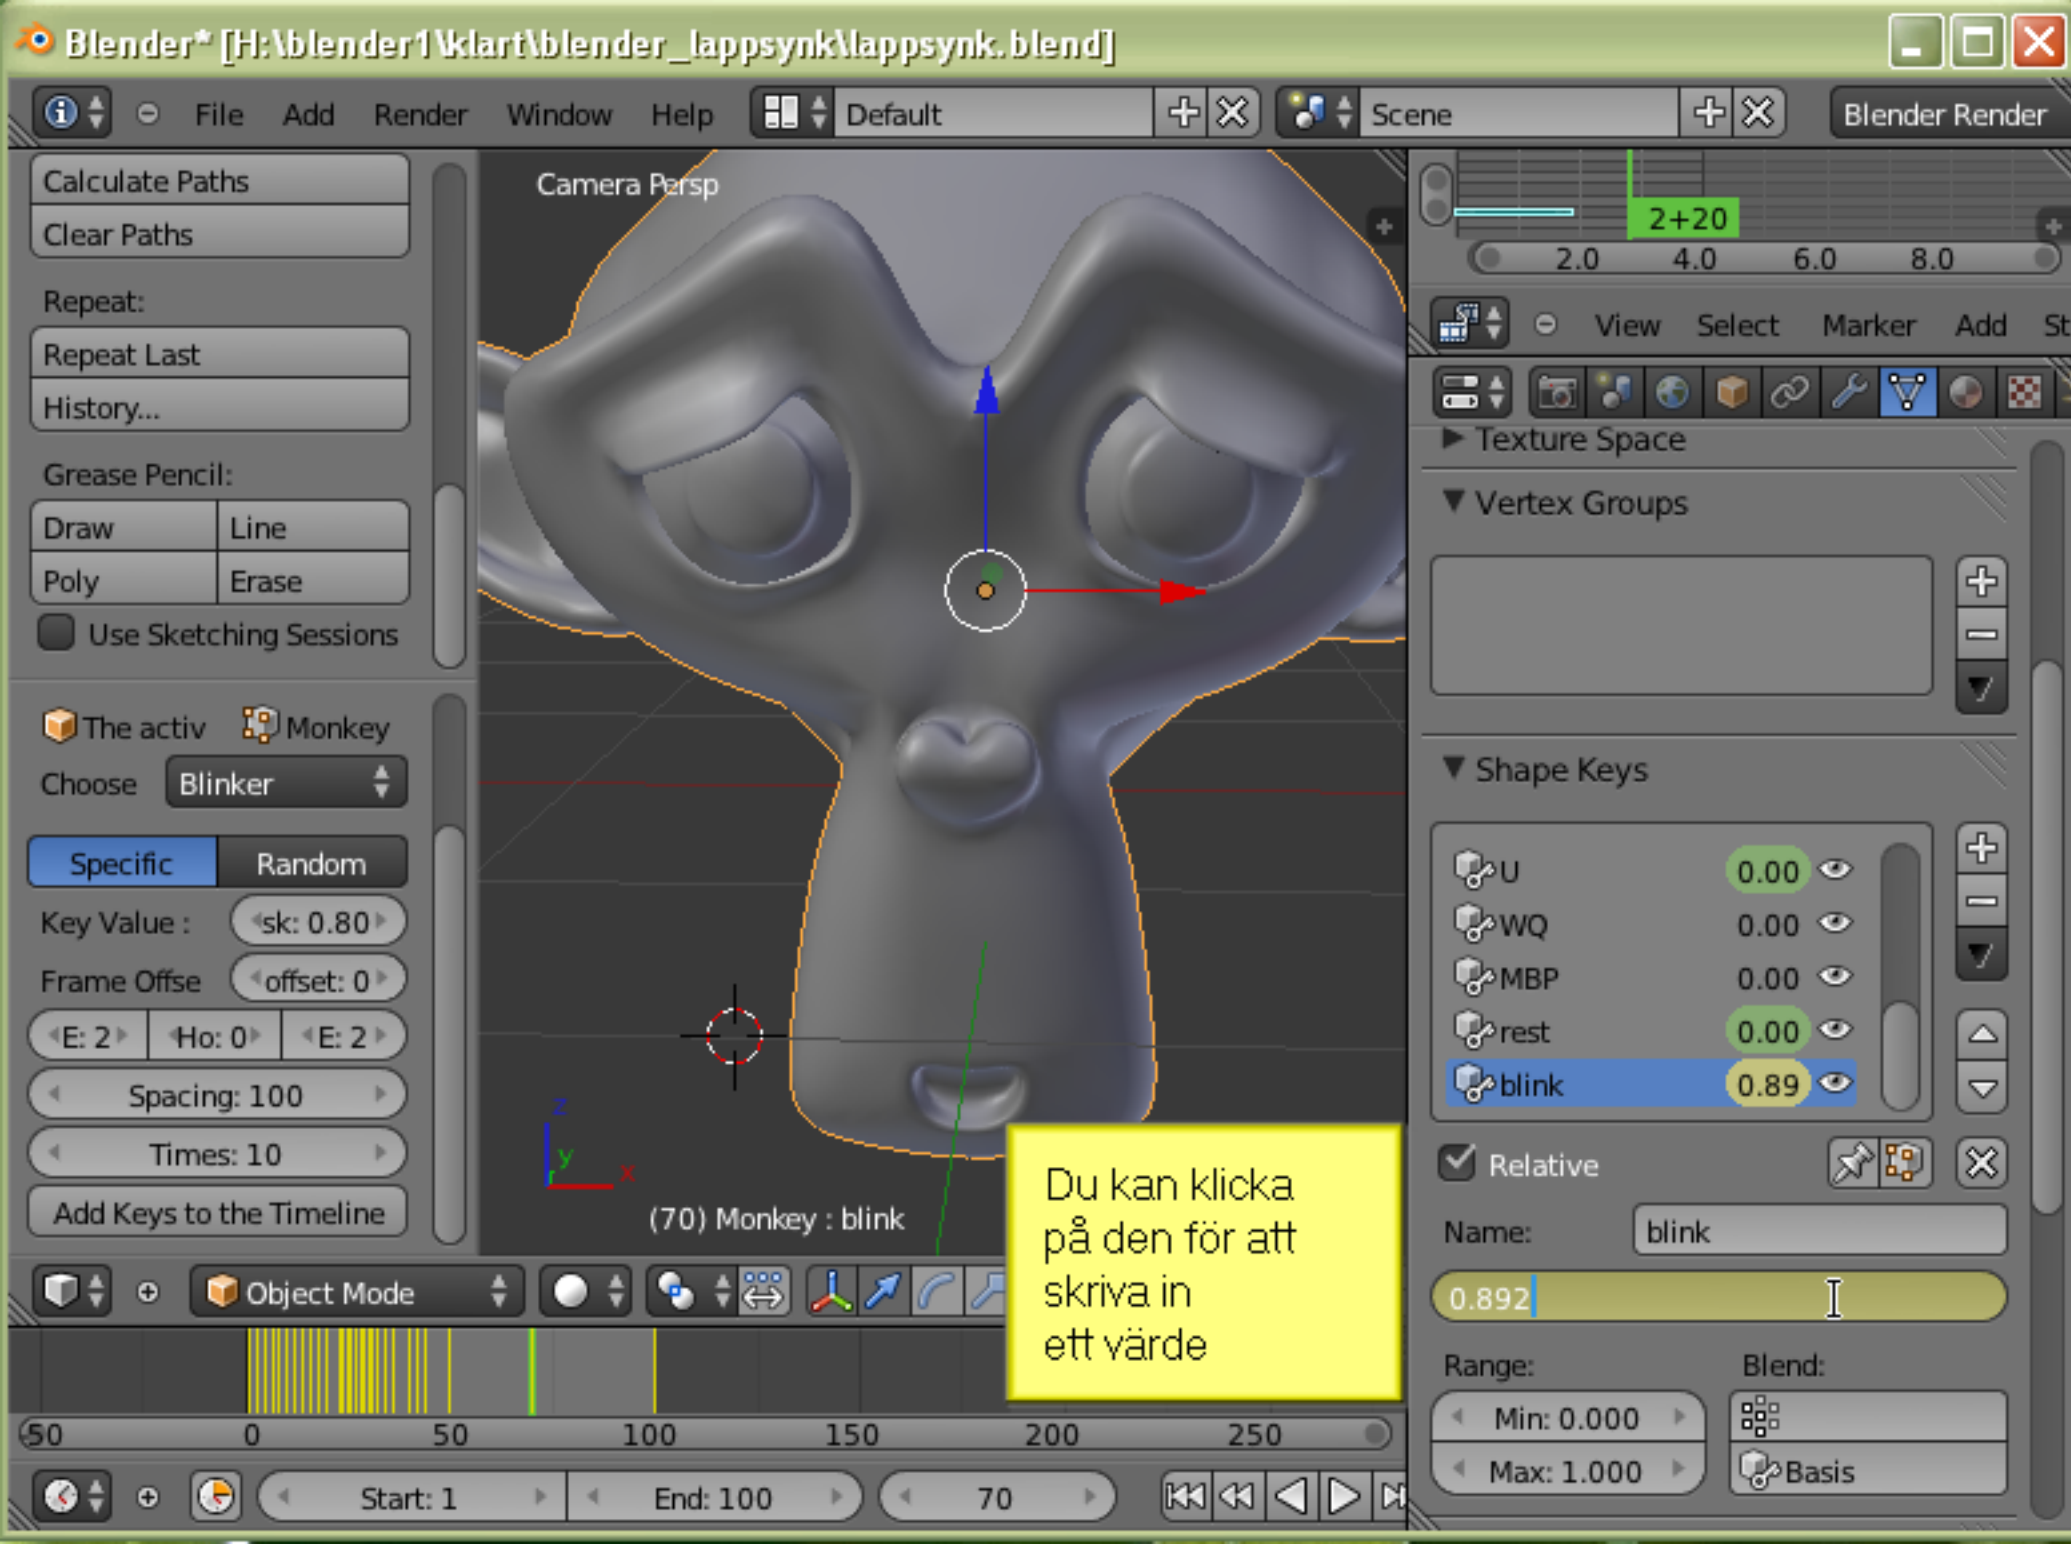 Blender* [H:\blender1\klart\blender_lappsynk\lappsynk.blend]
File Add Render Window Help Default Scene Blender Render
Calculate Paths
Clear Paths
Repeat:
Repeat Last
History...
Grease Pencil:
Draw Line
Poly Erase
Use Sketching Sessions
The activ Monkey
Choose Blinker
Specific Random
Key Value : sk: 0.80
Frame Offse offset: 0
E: 2 Ho: 0 E: 2
Spacing: 100
Times: 10
Add Keys to the Timeline
Camera Persp
z
y
x
(70) Monkey : blink
Du kan klicka
på den för att
skriva in
ett värde
Object Mode
2+20
2.0 4.0 6.0 8.0
View Select Marker Add St
Texture Space
Vertex Groups
Shape Keys
U 0.00
WQ 0.00
MBP 0.00
rest 0.00
blink 0.89
Relative
Name: blink
0.892
Range: Blend:
Min: 0.000
Max: 1.000 Basis
-50 0 50 100 150 200 250
Start: 1 End: 100 70